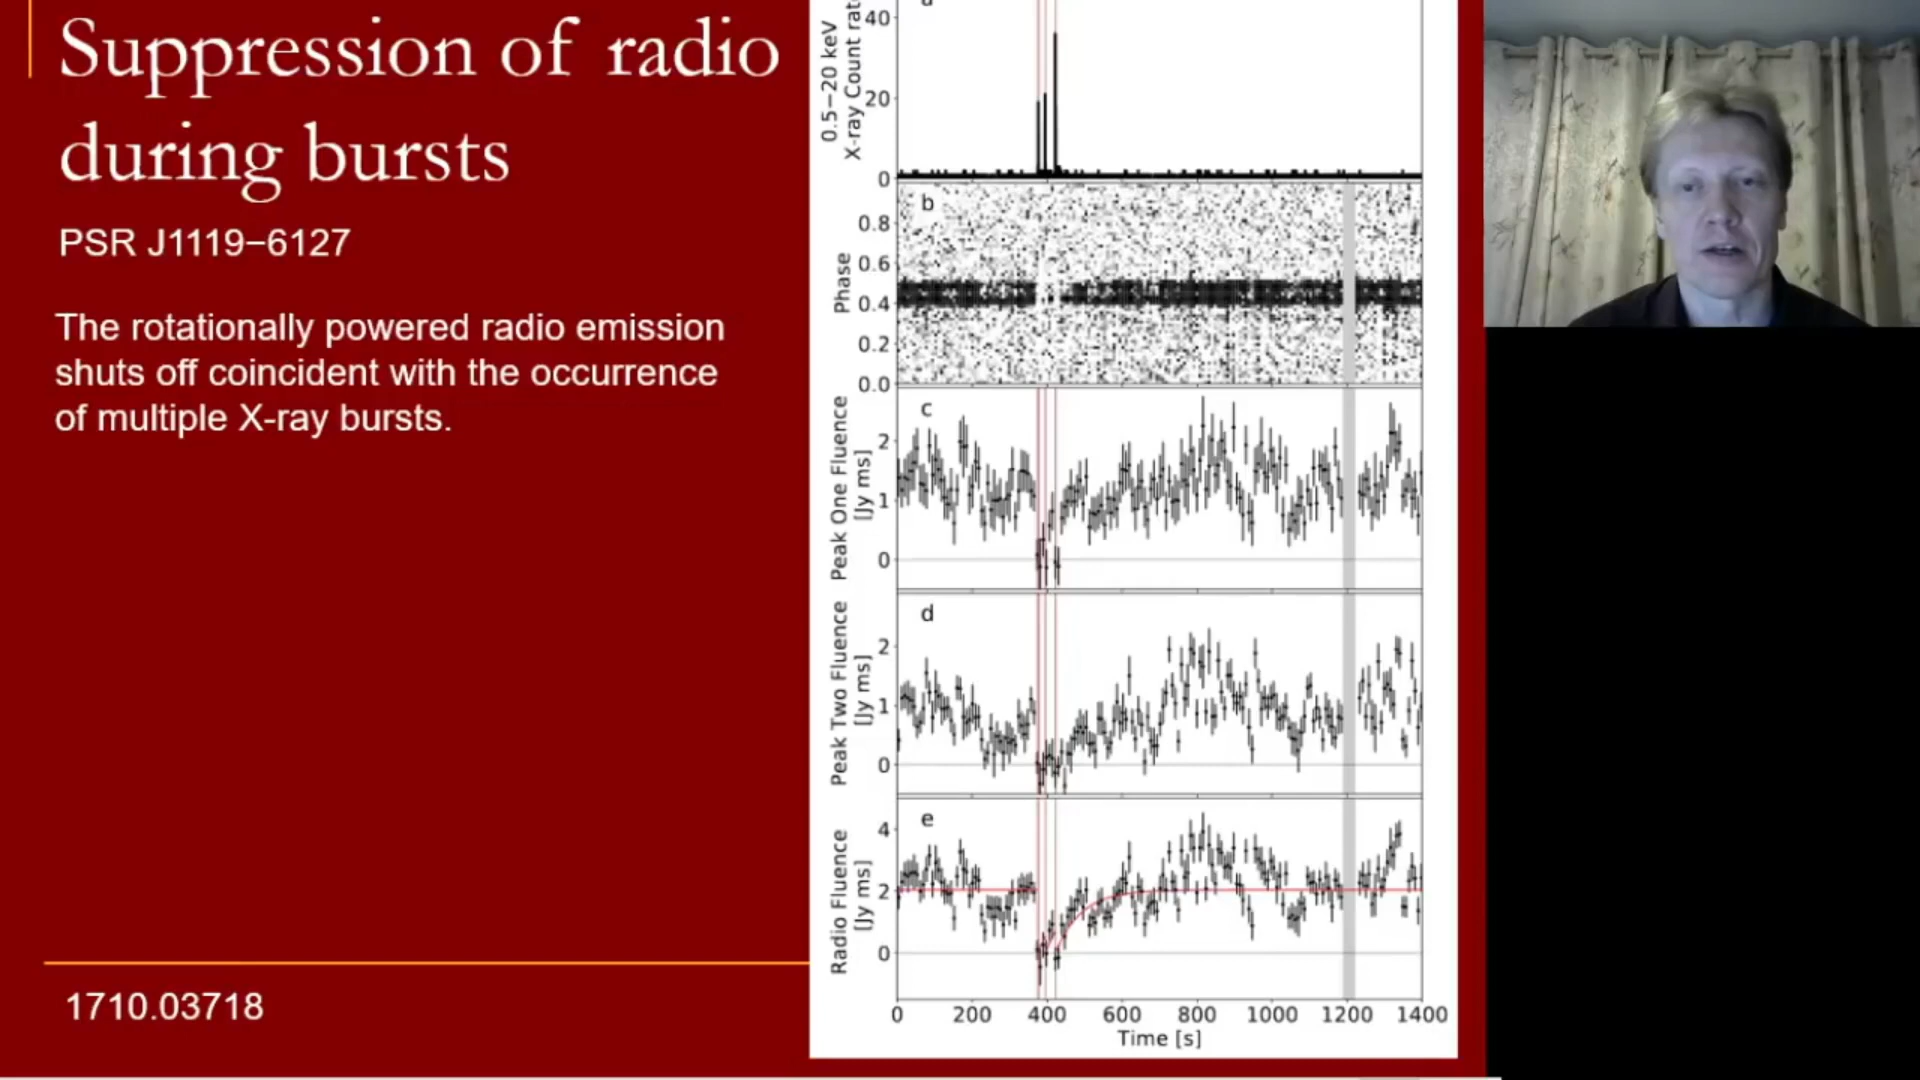 Suppression of radio
during bursts
PSR J1119−6127
The rotationally powered radio emission
shuts off coincident with the occurrence
of multiple X-ray bursts.
1710.03718
a
0.5−20 keV
X-ray Count rate
40
20
0
b
Phase
0.8
0.6
0.4
0.2
0.0
c
Peak One Fluence
[Jy ms]
2
1
0
d
Peak Two Fluence
[Jy ms]
2
1
0
e
Radio Fluence
[Jy ms]
4
2
0
0 200 400 600 800 1000 1200 1400
Time [s]